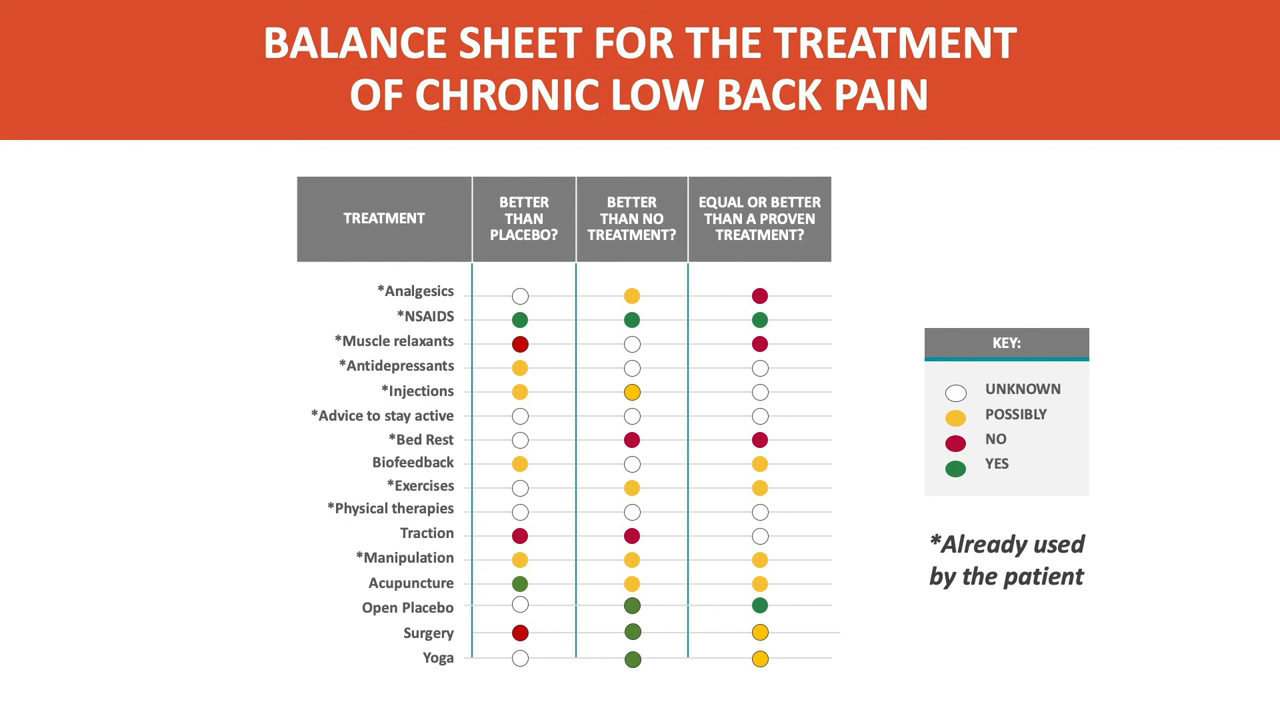 BALANCE SHEET FOR THE TREATMENT
OF CHRONIC LOW BACK PAIN
TREATMENT
BETTER
THAN
PLACEBO?
BETTER
THAN NO
TREATMENT?
EQUAL OR BETTER
THAN A PROVEN
TREATMENT?
*Analgesics
*NSAIDS
*Muscle relaxants
*Antidepressants
*Injections
*Advice to stay active
*Bed Rest
Biofeedback
*Exercises
*Physical therapies
Traction
*Manipulation
Acupuncture
Open Placebo
Surgery
Yoga
KEY:
UNKNOWN
POSSIBLY
NO
YES
*Already used
by the patient